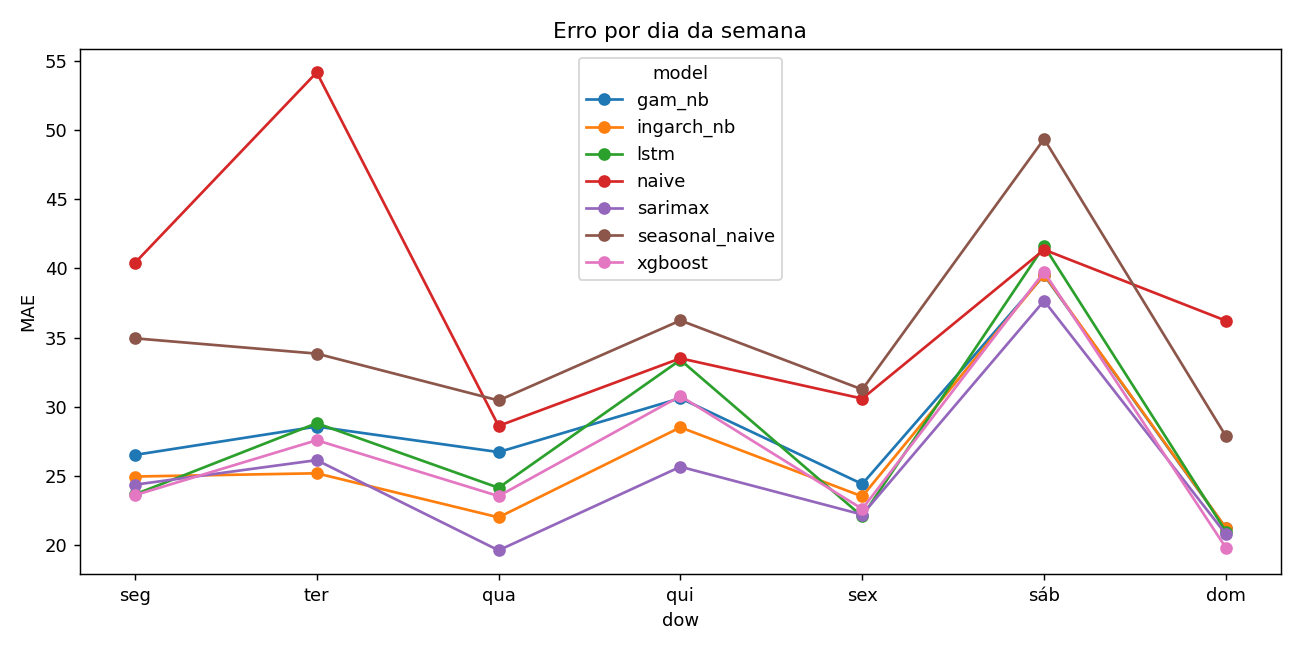 Erro por dia da semana
55
50
45
40
35
30
25
20
MAE
model
gam_nb
ingarch_nb
lstm
naive
sarimax
seasonal_naive
xgboost
seg ter qua qui sex sáb dom
dow